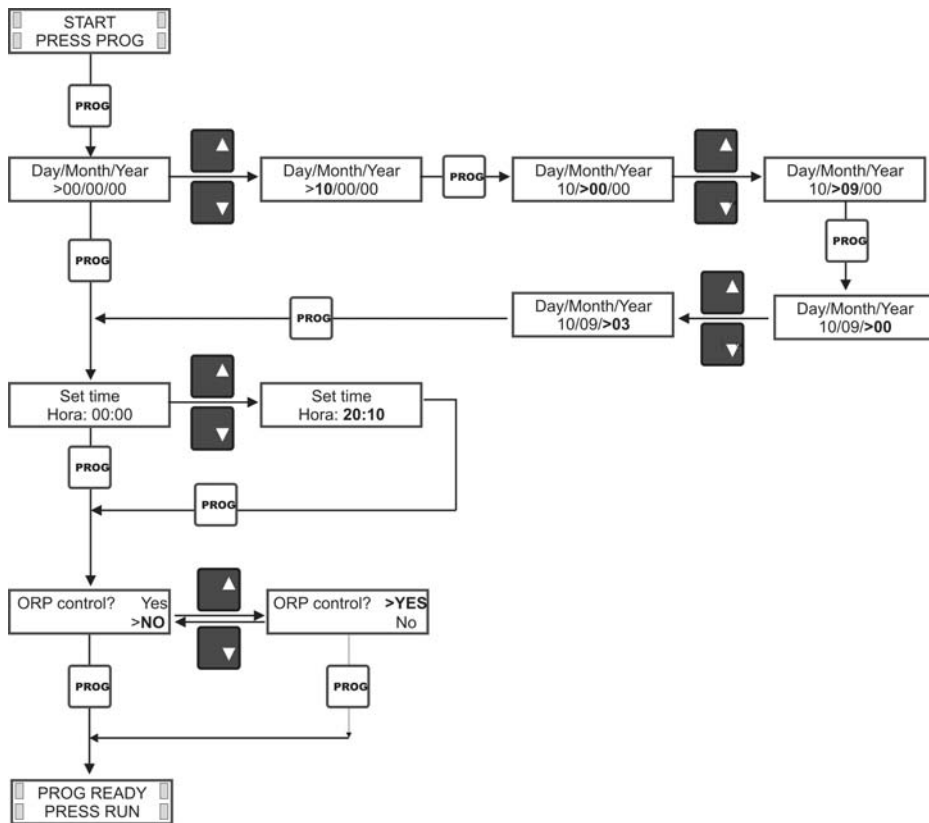 START
PRESS PROG
PROG
Day/Month/Year
>00/00/00
Day/Month/Year
>10/00/00
PROG
Day/Month/Year
10/>00/00
Day/Month/Year
10/>09/00
PROG
PROG
Day/Month/Year
10/09/>00
Day/Month/Year
10/09/>03
PROG
Set time
Hora: 00:00
Set time
Hora: 20:10
PROG
PROG
ORP control? Yes
>NO
ORP control? >YES
No
PROG
PROG
PROG READY
PRESS RUN